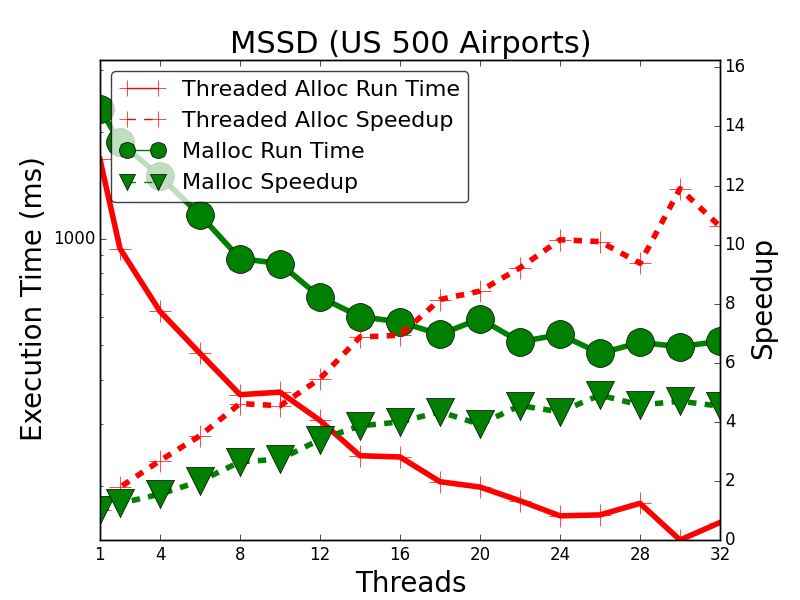 MSSD (US 500 Airports)
Threaded Alloc Run Time
Threaded Alloc Speedup
Malloc Run Time
Malloc Speedup
Execution Time (ms)
1000
Speedup
16
14
12
10
8
6
4
2
0
1 4 8 12 16 20 24 28 32
Threads